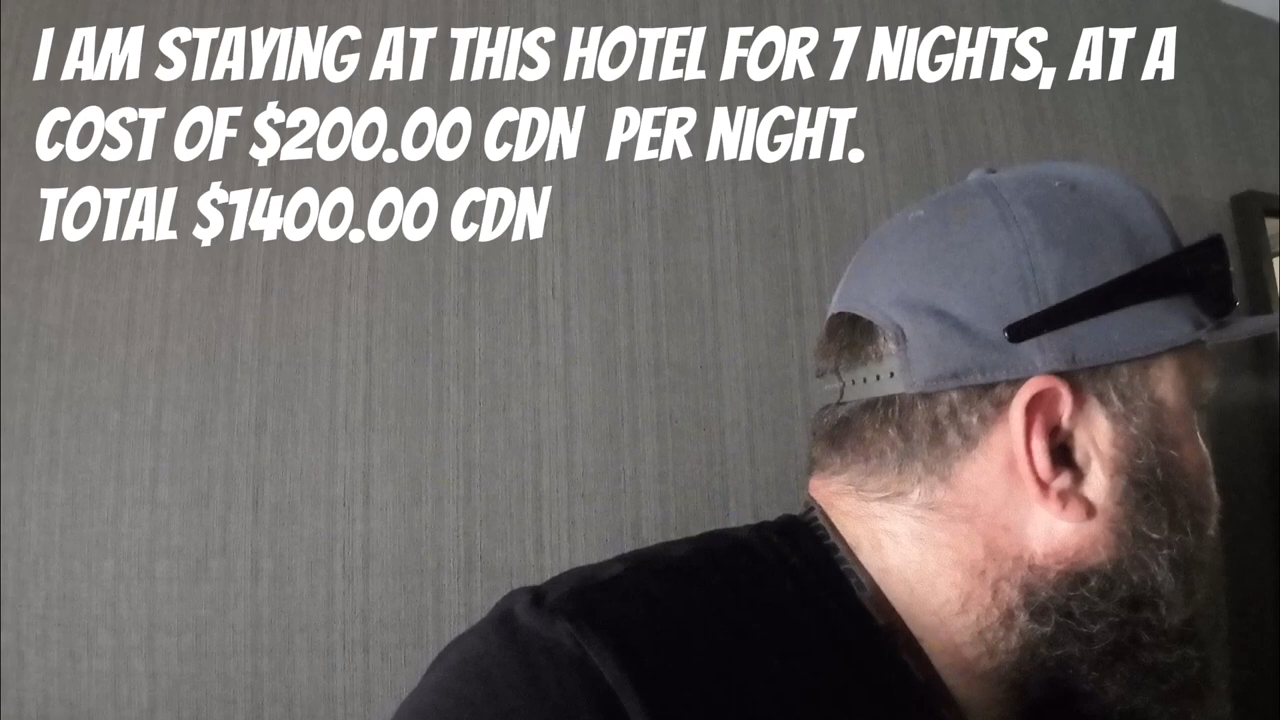 I AM STAYING AT THIS HOTEL FOR 7 NIGHTS, AT A
COST OF $200.00 CDN PER NIGHT.
TOTAL $1400.00 CDN